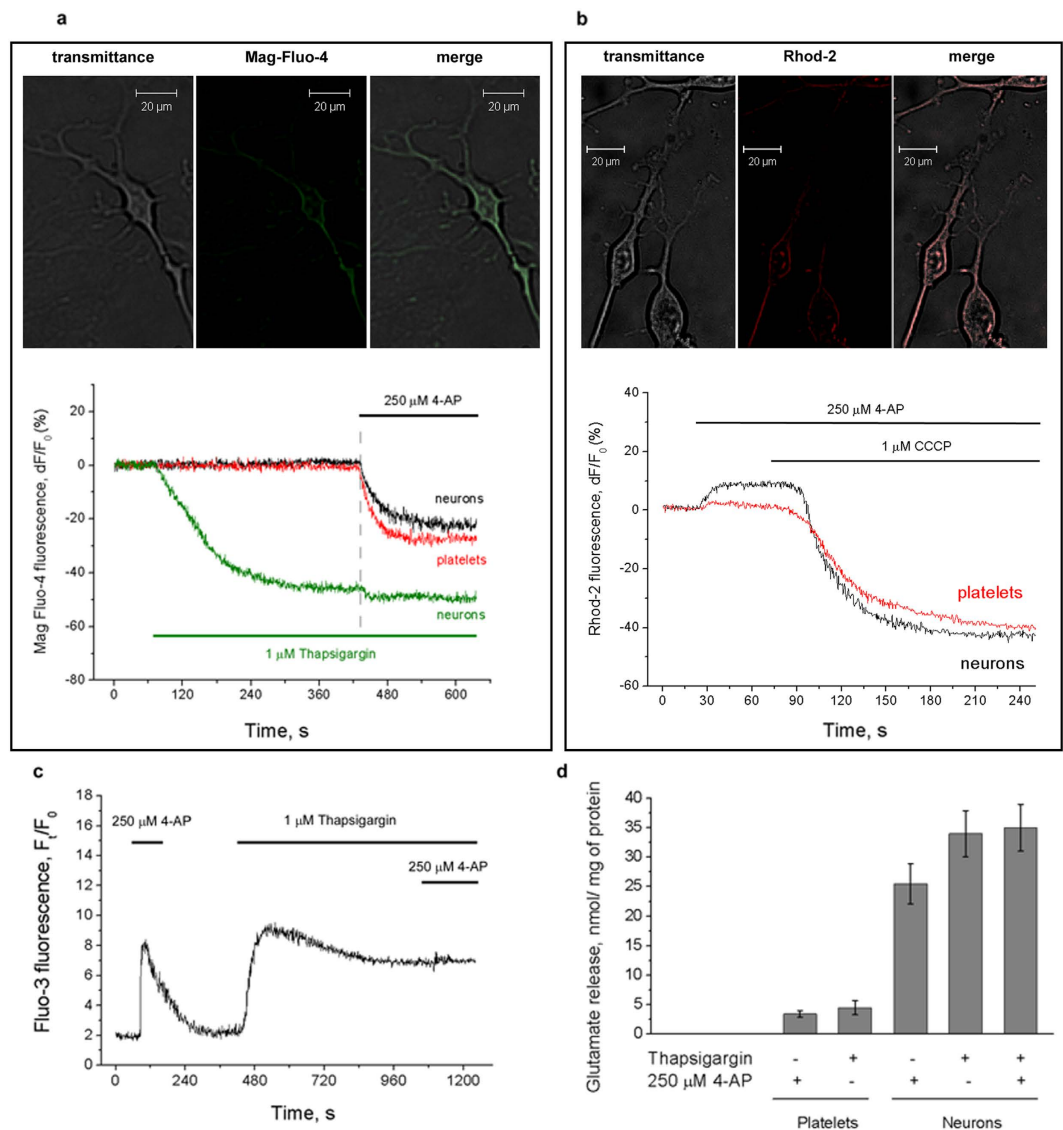 a
transmittance Mag-Fluo-4 merge
20 μm 20 μm 20 μm
250 μM 4-AP
neurons
platelets
neurons
1 μM Thapsigargin
Mag Fluo-4 fluorescence, dF/F0 (%)
20
0
-20
-40
-60
-80
0 120 240 360 480 600
Time, s
b
transmittance Rhod-2 merge
20 μm 20 μm 20 μm
250 μM 4-AP
1 μM CCCP
platelets
neurons
Rhod-2 fluorescence, dF/F0 (%)
40
20
0
-20
-40
-60
0 30 60 90 120 150 180 210 250
Time, s
c
250 μM 4-AP 1 μM Thapsigargin
250 μM 4-AP
Fluo-3 fluorescence, Ft/F0
18
16
14
12
10
8
6
4
2
0
0 240 480 720 960 1200
Time, s
d
Glutamate release, nmol/ mg of protein
40
35
30
25
20
15
10
5
0
Thapsigargin - + - + +
250 μM 4-AP + - + - +
Platelets Neurons